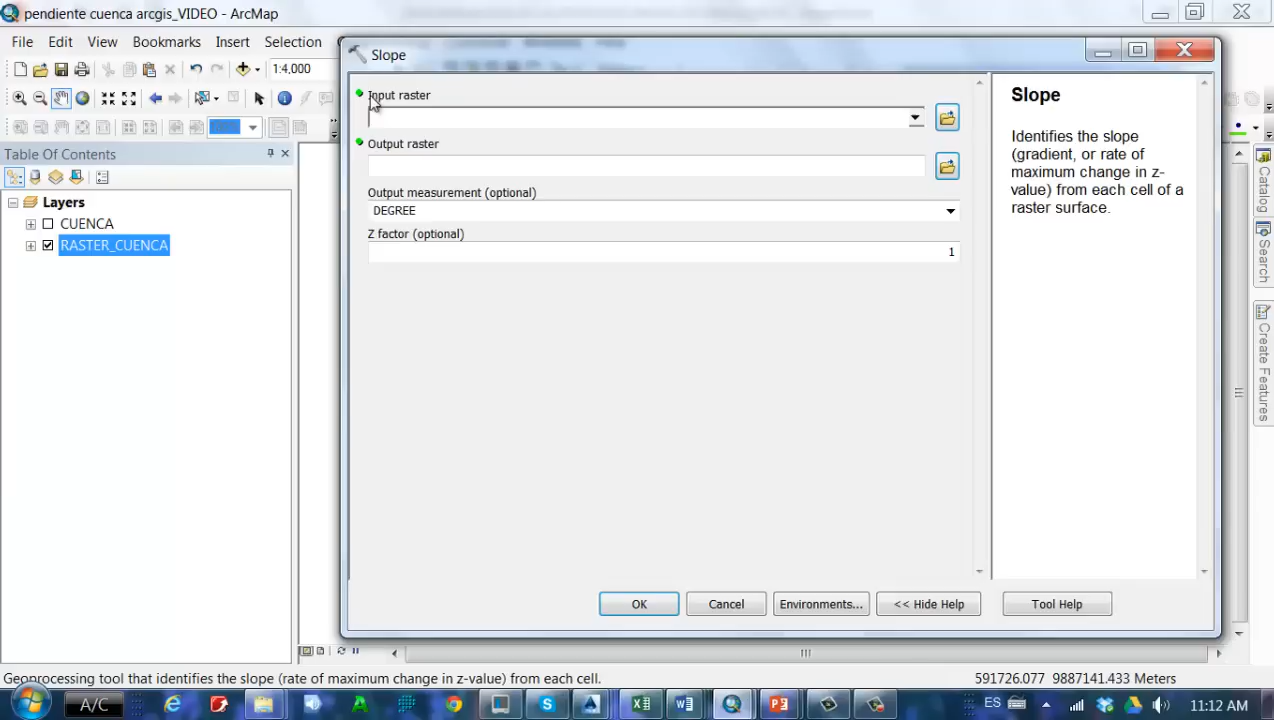 pendiente cuenca arcgis_VIDEO - ArcMap
File Edit View Bookmarks Insert Selection
1:4.000
Table Of Contents
Layers
CUENCA
RASTER_CUENCA
Slope
Input raster
Output raster
Output measurement (optional)
DEGREE
Z factor (optional)
1
OK Cancel Environments... << Hide Help Tool Help
Slope
Identifies the slope
(gradient, or rate of
maximum change in z-
value) from each cell of a
raster surface.
Catalog
Search
Create Features
Geoprocessing tool that identifies the slope (rate of maximum change in z-value) from each cell.
591726.077 9887141.433 Meters
A/C
ES
11:12 AM